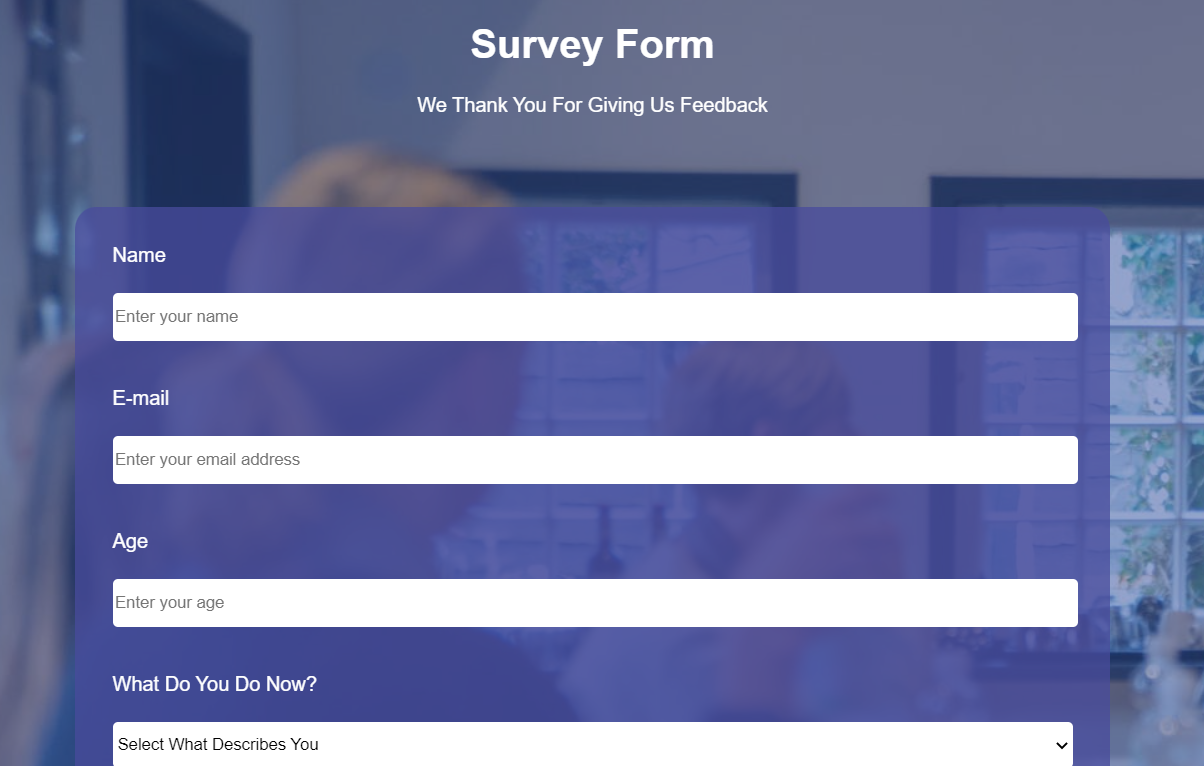 Survey Form
We Thank You For Giving Us Feedback
Name
Enter your name
E-mail
Enter your email address
Age
Enter your age
What Do You Do Now?
Select What Describes You